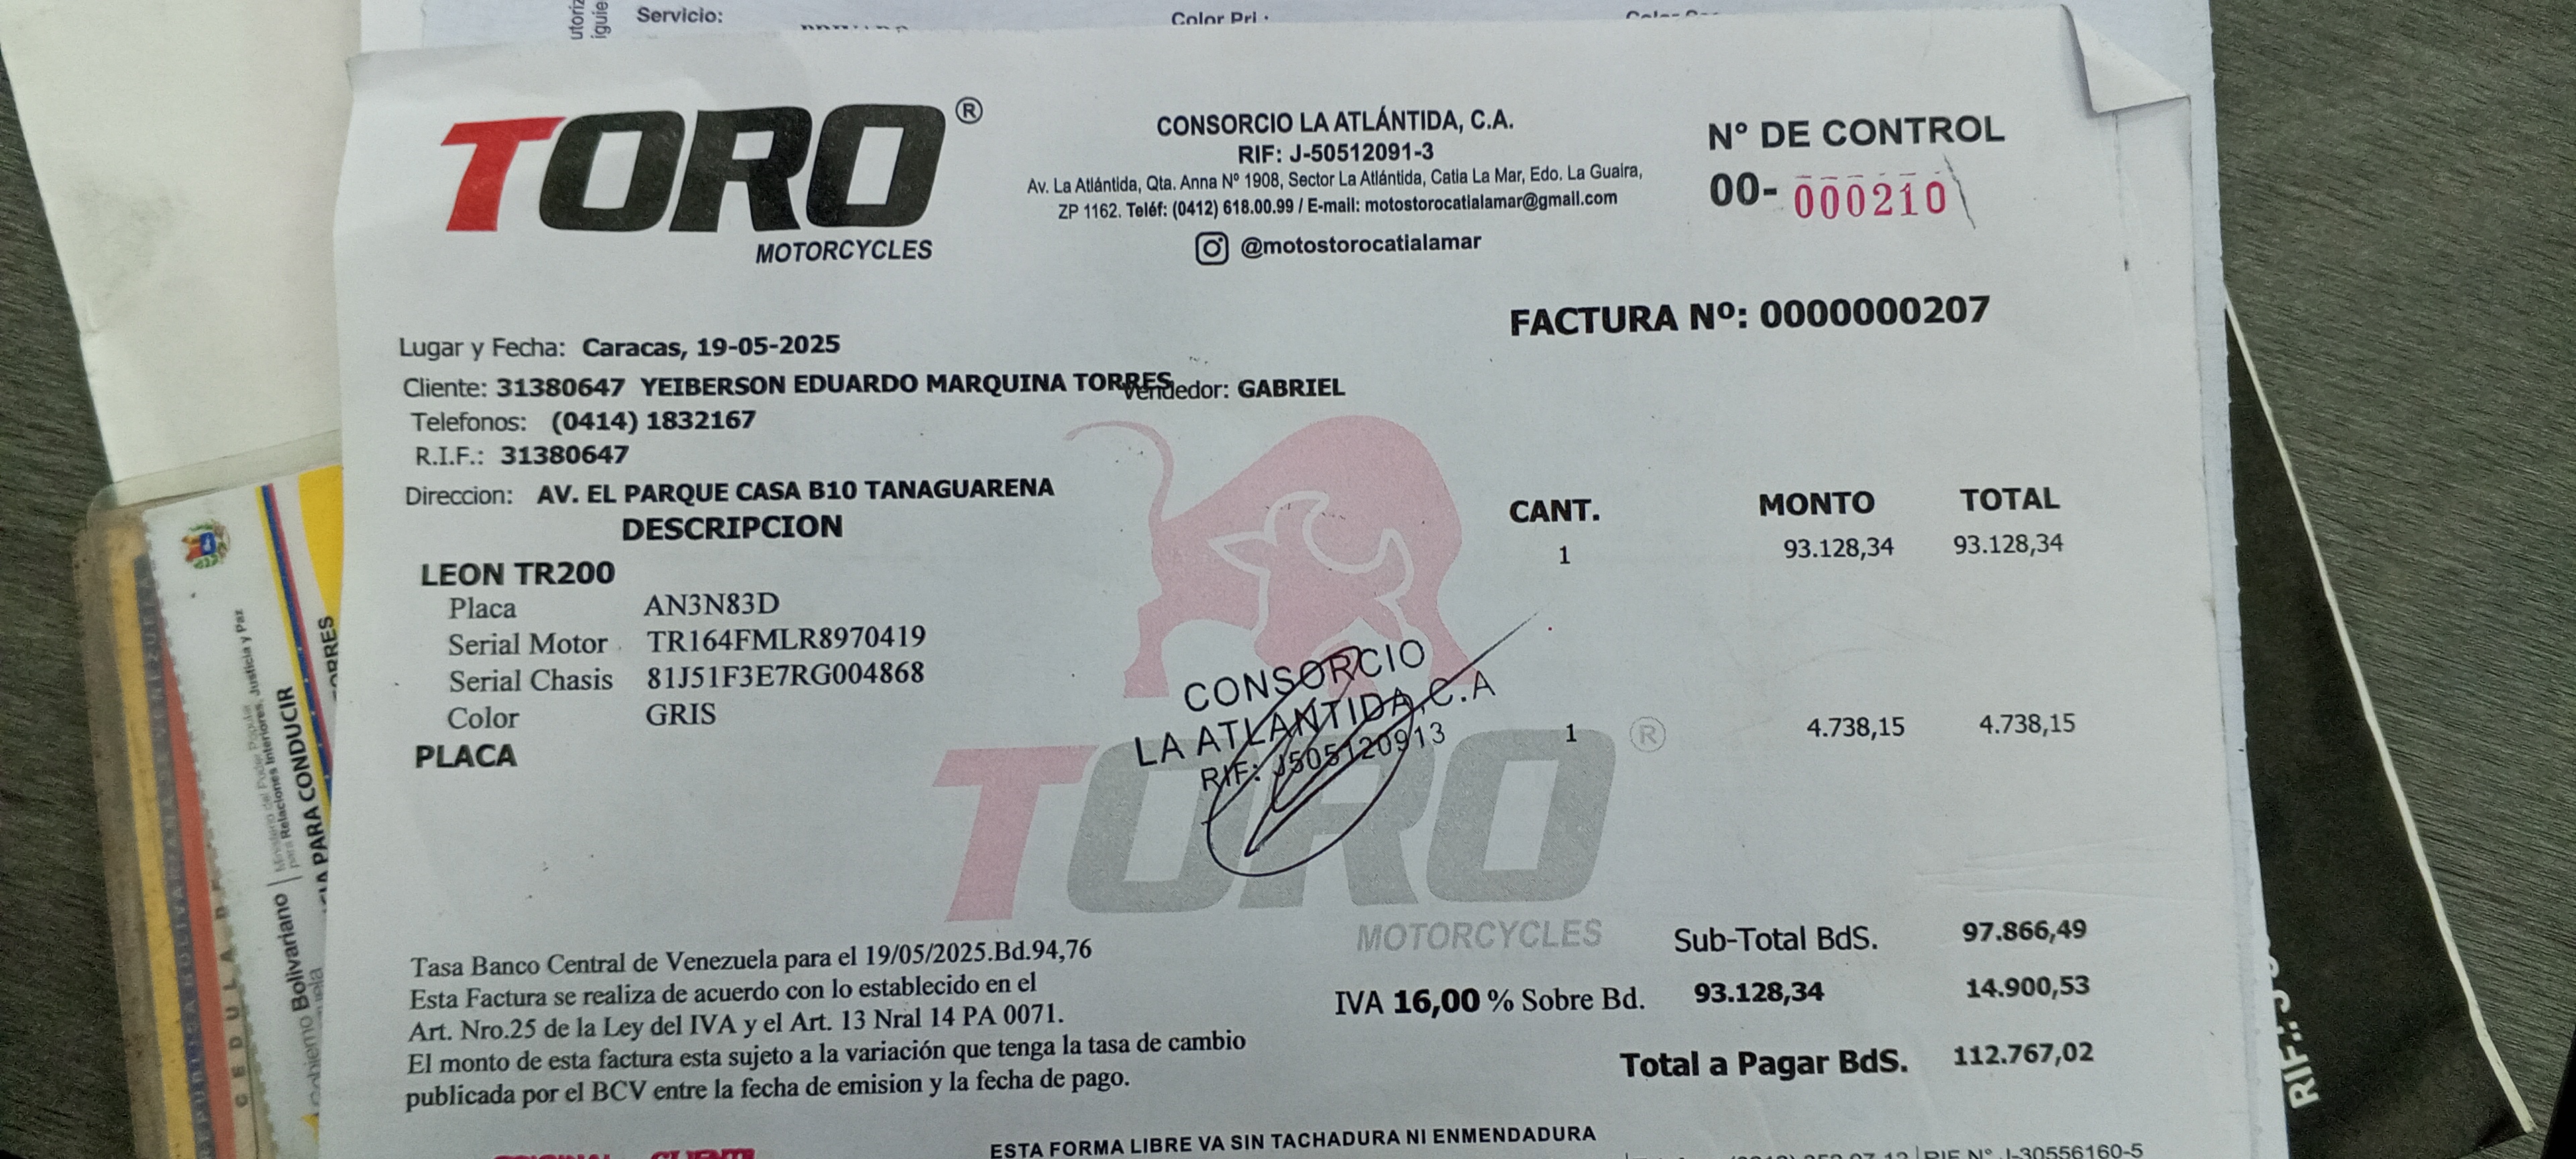 Servicio:
TORO®
MOTORCYCLES
CONSORCIO LA ATLÁNTIDA, C.A.
RIF: J-50512091-3
Av. La Atlántida, Qta. Anna Nº 1908, Sector La Atlántida, Catia La Mar, Edo. La Guaira,
ZP 1162. Teléf: (0412) 618.00.99 / E-mail: motostorocatialamar@gmail.com
@motostorocatialamar
N° DE CONTROL
00- 000210
FACTURA Nº: 0000000207
Lugar y Fecha: Caracas, 19-05-2025
Cliente: 31380647 YEIBERSON EDUARDO MARQUINA TORRES Vendedor: GABRIEL
Telefonos: (0414) 1832167
R.I.F.: 31380647
Direccion: AV. EL PARQUE CASA B10 TANAGUARENA
DESCRIPCION CANT. MONTO TOTAL
LEON TR200 1 93.128,34 93.128,34
Placa AN3N83D
Serial Motor TR164FMLR8970419
Serial Chasis 81J51F3E7RG004868
Color GRIS
PLACA 1 4.738,15 4.738,15
CONSORCIO
LA ATLANTIDA, C.A
RIF: J505120913
TORO®
MOTORCYCLES
Sub-Total BdS. 97.866,49
IVA 16,00 % Sobre Bd. 93.128,34 14.900,53
Total a Pagar BdS. 112.767,02
Tasa Banco Central de Venezuela para el 19/05/2025.Bd.94,76
Esta Factura se realiza de acuerdo con lo establecido en el
Art. Nro.25 de la Ley del IVA y el Art. 13 Nral 14 PA 0071.
El monto de esta factura esta sujeto a la variación que tenga la tasa de cambio
publicada por el BCV entre la fecha de emision y la fecha de pago.
ESTA FORMA LIBRE VA SIN TACHADURA NI ENMENDADURA
RIF Nº J-30556160-5
Bolivariano
para Relaciones Interiores, Justicia y Paz
PARA CONDUCIR
TORRES
CEDULA
RIF: